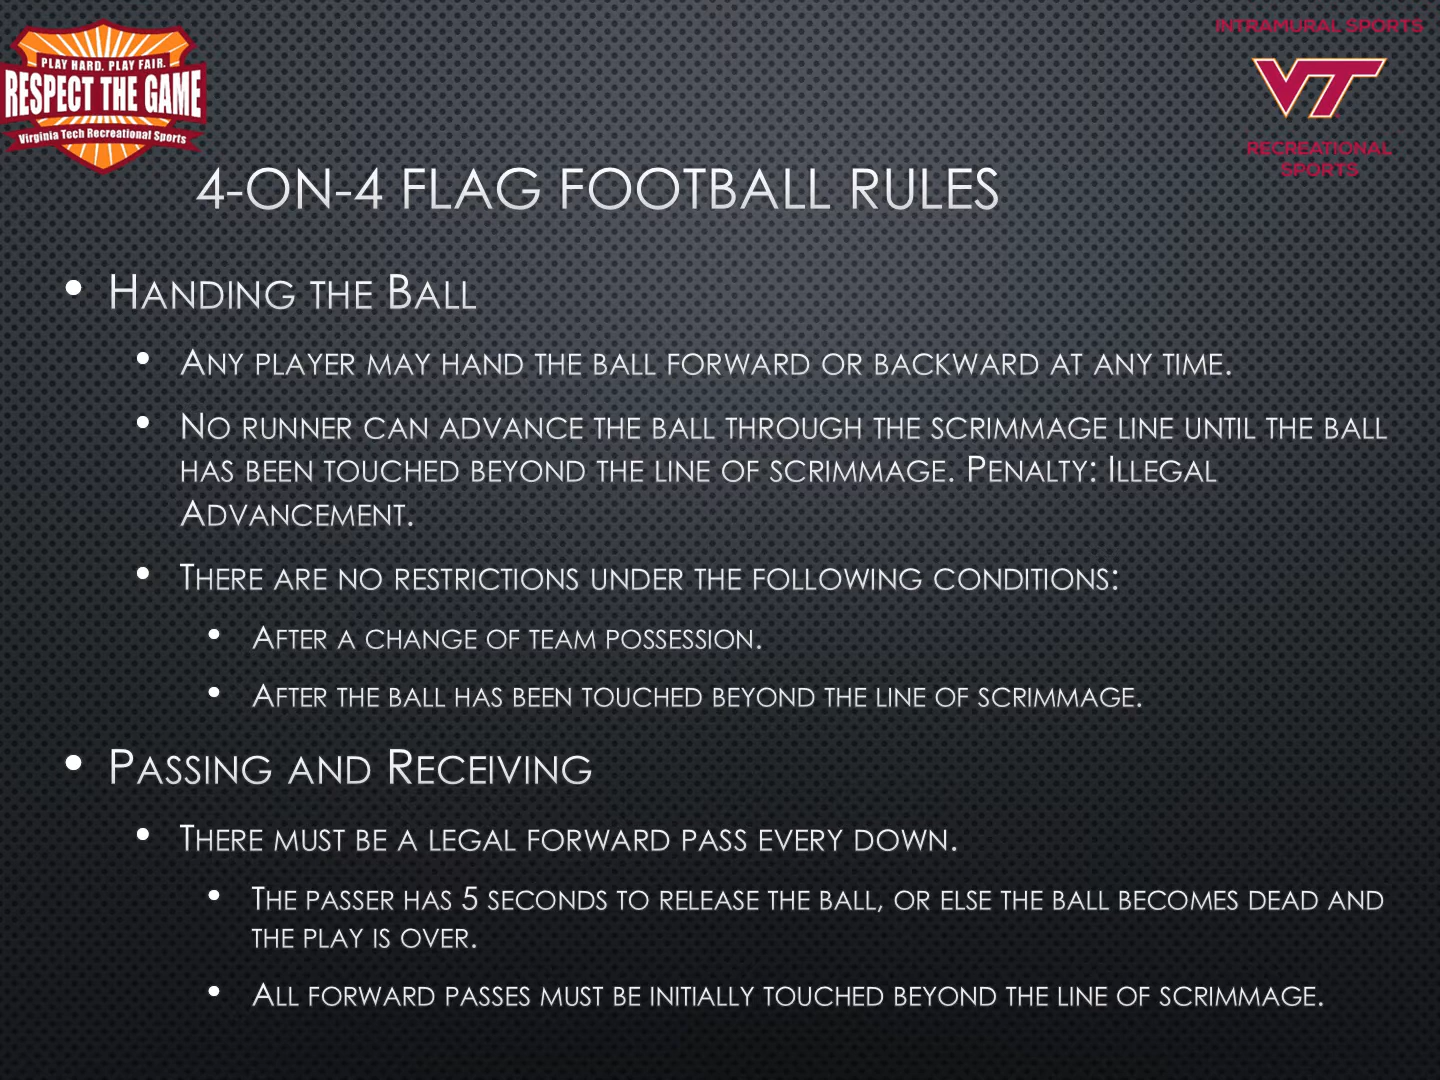 PLAY HARD. PLAY FAIR.
RESPECT THE GAME
Virginia Tech Recreational Sports
INTRAMURAL SPORTS
VT
RECREATIONAL
SPORTS
4-ON-4 FLAG FOOTBALL RULES
• HANDING THE BALL
• ANY PLAYER MAY HAND THE BALL FORWARD OR BACKWARD AT ANY TIME.
• NO RUNNER CAN ADVANCE THE BALL THROUGH THE SCRIMMAGE LINE UNTIL THE BALL
HAS BEEN TOUCHED BEYOND THE LINE OF SCRIMMAGE. PENALTY: ILLEGAL
ADVANCEMENT.
• THERE ARE NO RESTRICTIONS UNDER THE FOLLOWING CONDITIONS:
• AFTER A CHANGE OF TEAM POSSESSION.
• AFTER THE BALL HAS BEEN TOUCHED BEYOND THE LINE OF SCRIMMAGE.
• PASSING AND RECEIVING
• THERE MUST BE A LEGAL FORWARD PASS EVERY DOWN.
• THE PASSER HAS 5 SECONDS TO RELEASE THE BALL, OR ELSE THE BALL BECOMES DEAD AND
THE PLAY IS OVER.
• ALL FORWARD PASSES MUST BE INITIALLY TOUCHED BEYOND THE LINE OF SCRIMMAGE.